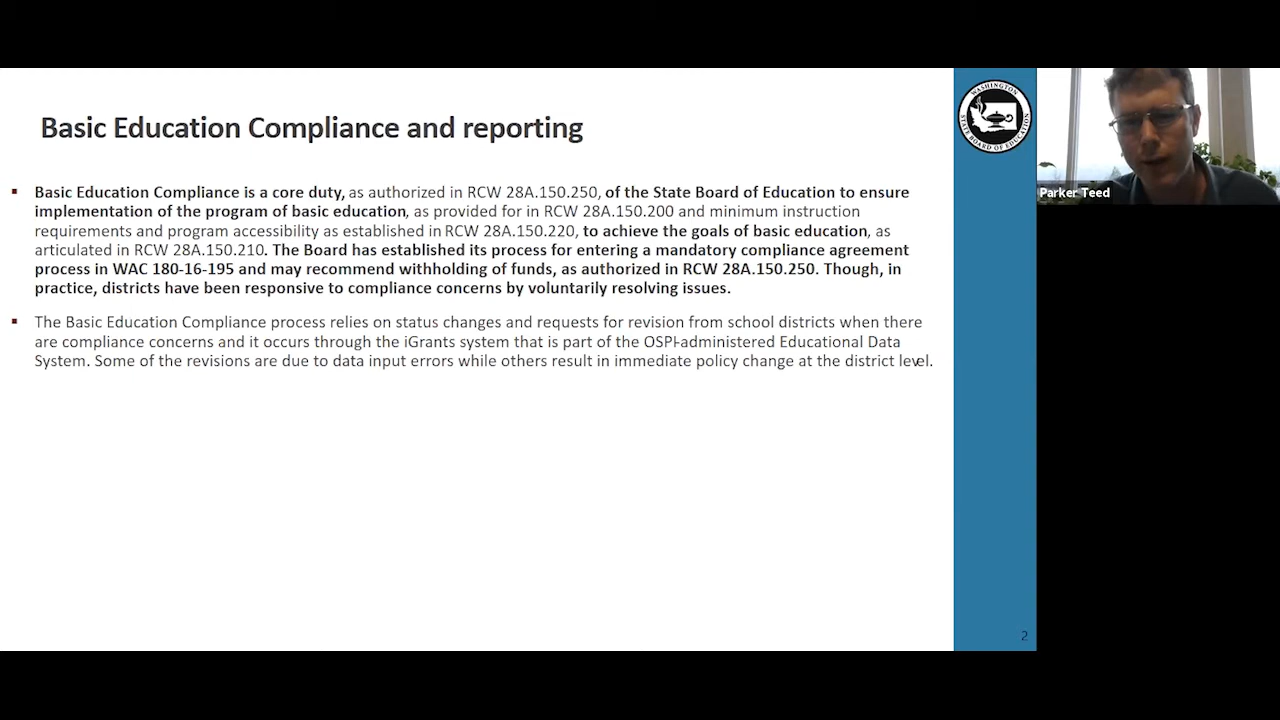 Basic Education Compliance and reporting
▪ Basic Education Compliance is a core duty, as authorized in RCW 28A.150.250, of the State Board of Education to ensure
implementation of the program of basic education, as provided for in RCW 28A.150.200 and minimum instruction
requirements and program accessibility as established in RCW 28A.150.220, to achieve the goals of basic education, as
articulated in RCW 28A.150.210. The Board has established its process for entering a mandatory compliance agreement
process in WAC 180-16-195 and may recommend withholding of funds, as authorized in RCW 28A.150.250. Though, in
practice, districts have been responsive to compliance concerns by voluntarily resolving issues.
▪ The Basic Education Compliance process relies on status changes and requests for revision from school districts when there
are compliance concerns and it occurs through the iGrants system that is part of the OSPI-administered Educational Data
System. Some of the revisions are due to data input errors while others result in immediate policy change at the district level.
WASHINGTON
STATE BOARD OF EDUCATION
Parker Teed
2